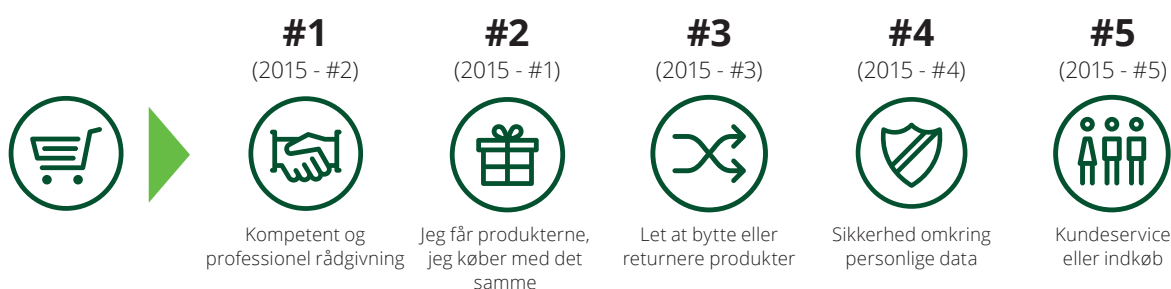 #1
(2015 - #2)
Kompetent og
professionel rådgivning
#2
(2015 - #1)
Jeg får produkterne,
jeg køber med det
samme
#3
(2015 - #3)
Let at bytte eller
returnere produkter
#4
(2015 - #4)
Sikkerhed omkring
personlige data
#5
(2015 - #5)
Kundeservice
eller indkøb